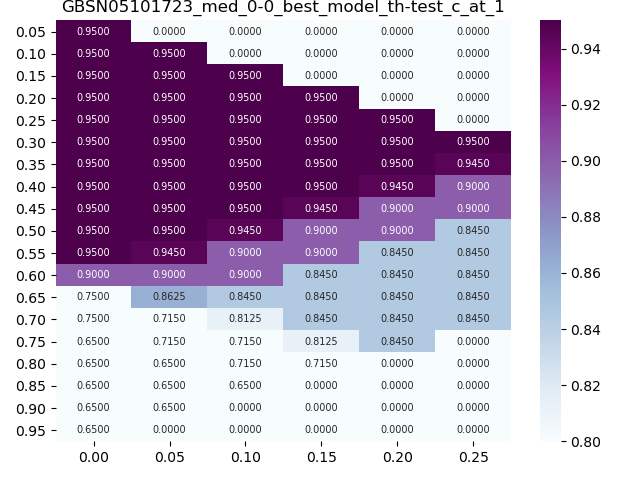 GBSN05101723_med_0-0_best_model_th-test_c_at_1
0.05 0.9500 0.0000 0.0000 0.0000 0.0000 0.0000
0.10 0.9500 0.9500 0.0000 0.0000 0.0000 0.0000
0.15 0.9500 0.9500 0.9500 0.0000 0.0000 0.0000
0.20 0.9500 0.9500 0.9500 0.9500 0.0000 0.0000
0.25 0.9500 0.9500 0.9500 0.9500 0.9500 0.0000
0.30 0.9500 0.9500 0.9500 0.9500 0.9500 0.9500
0.35 0.9500 0.9500 0.9500 0.9500 0.9500 0.9450
0.40 0.9500 0.9500 0.9500 0.9500 0.9450 0.9000
0.45 0.9500 0.9500 0.9500 0.9450 0.9000 0.9000
0.50 0.9500 0.9500 0.9450 0.9000 0.9000 0.8450
0.55 0.9500 0.9450 0.9000 0.9000 0.8450 0.8450
0.60 0.9000 0.9000 0.9000 0.8450 0.8450 0.8450
0.65 0.7500 0.8625 0.8450 0.8450 0.8450 0.8450
0.70 0.7500 0.7150 0.8125 0.8450 0.8450 0.8450
0.75 0.6500 0.7150 0.7150 0.8125 0.8450 0.0000
0.80 0.6500 0.6500 0.7150 0.7150 0.0000 0.0000
0.85 0.6500 0.6500 0.6500 0.0000 0.0000 0.0000
0.90 0.6500 0.6500 0.0000 0.0000 0.0000 0.0000
0.95 0.6500 0.0000 0.0000 0.0000 0.0000 0.0000
0.00 0.05 0.10 0.15 0.20 0.25
0.94
0.92
0.90
0.88
0.86
0.84
0.82
0.80